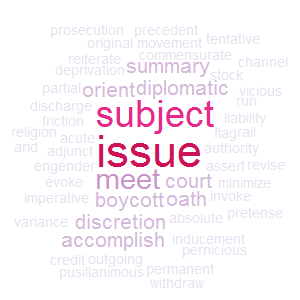 prosecution precedent
original movement tentative
reiterate commensurate channel
deprivation summary stock
partial orient diplomatic vicious
discharge subject run
friction liability
religion acute flagrail
arid adjunct issue authority
engender meet court assert revise
evoke minimize
imperative boycott oath invoke
variance discretion absolute pretense
accomplish inducement
pernicious
credit outgoing
pusillanimous permanent
withdraw